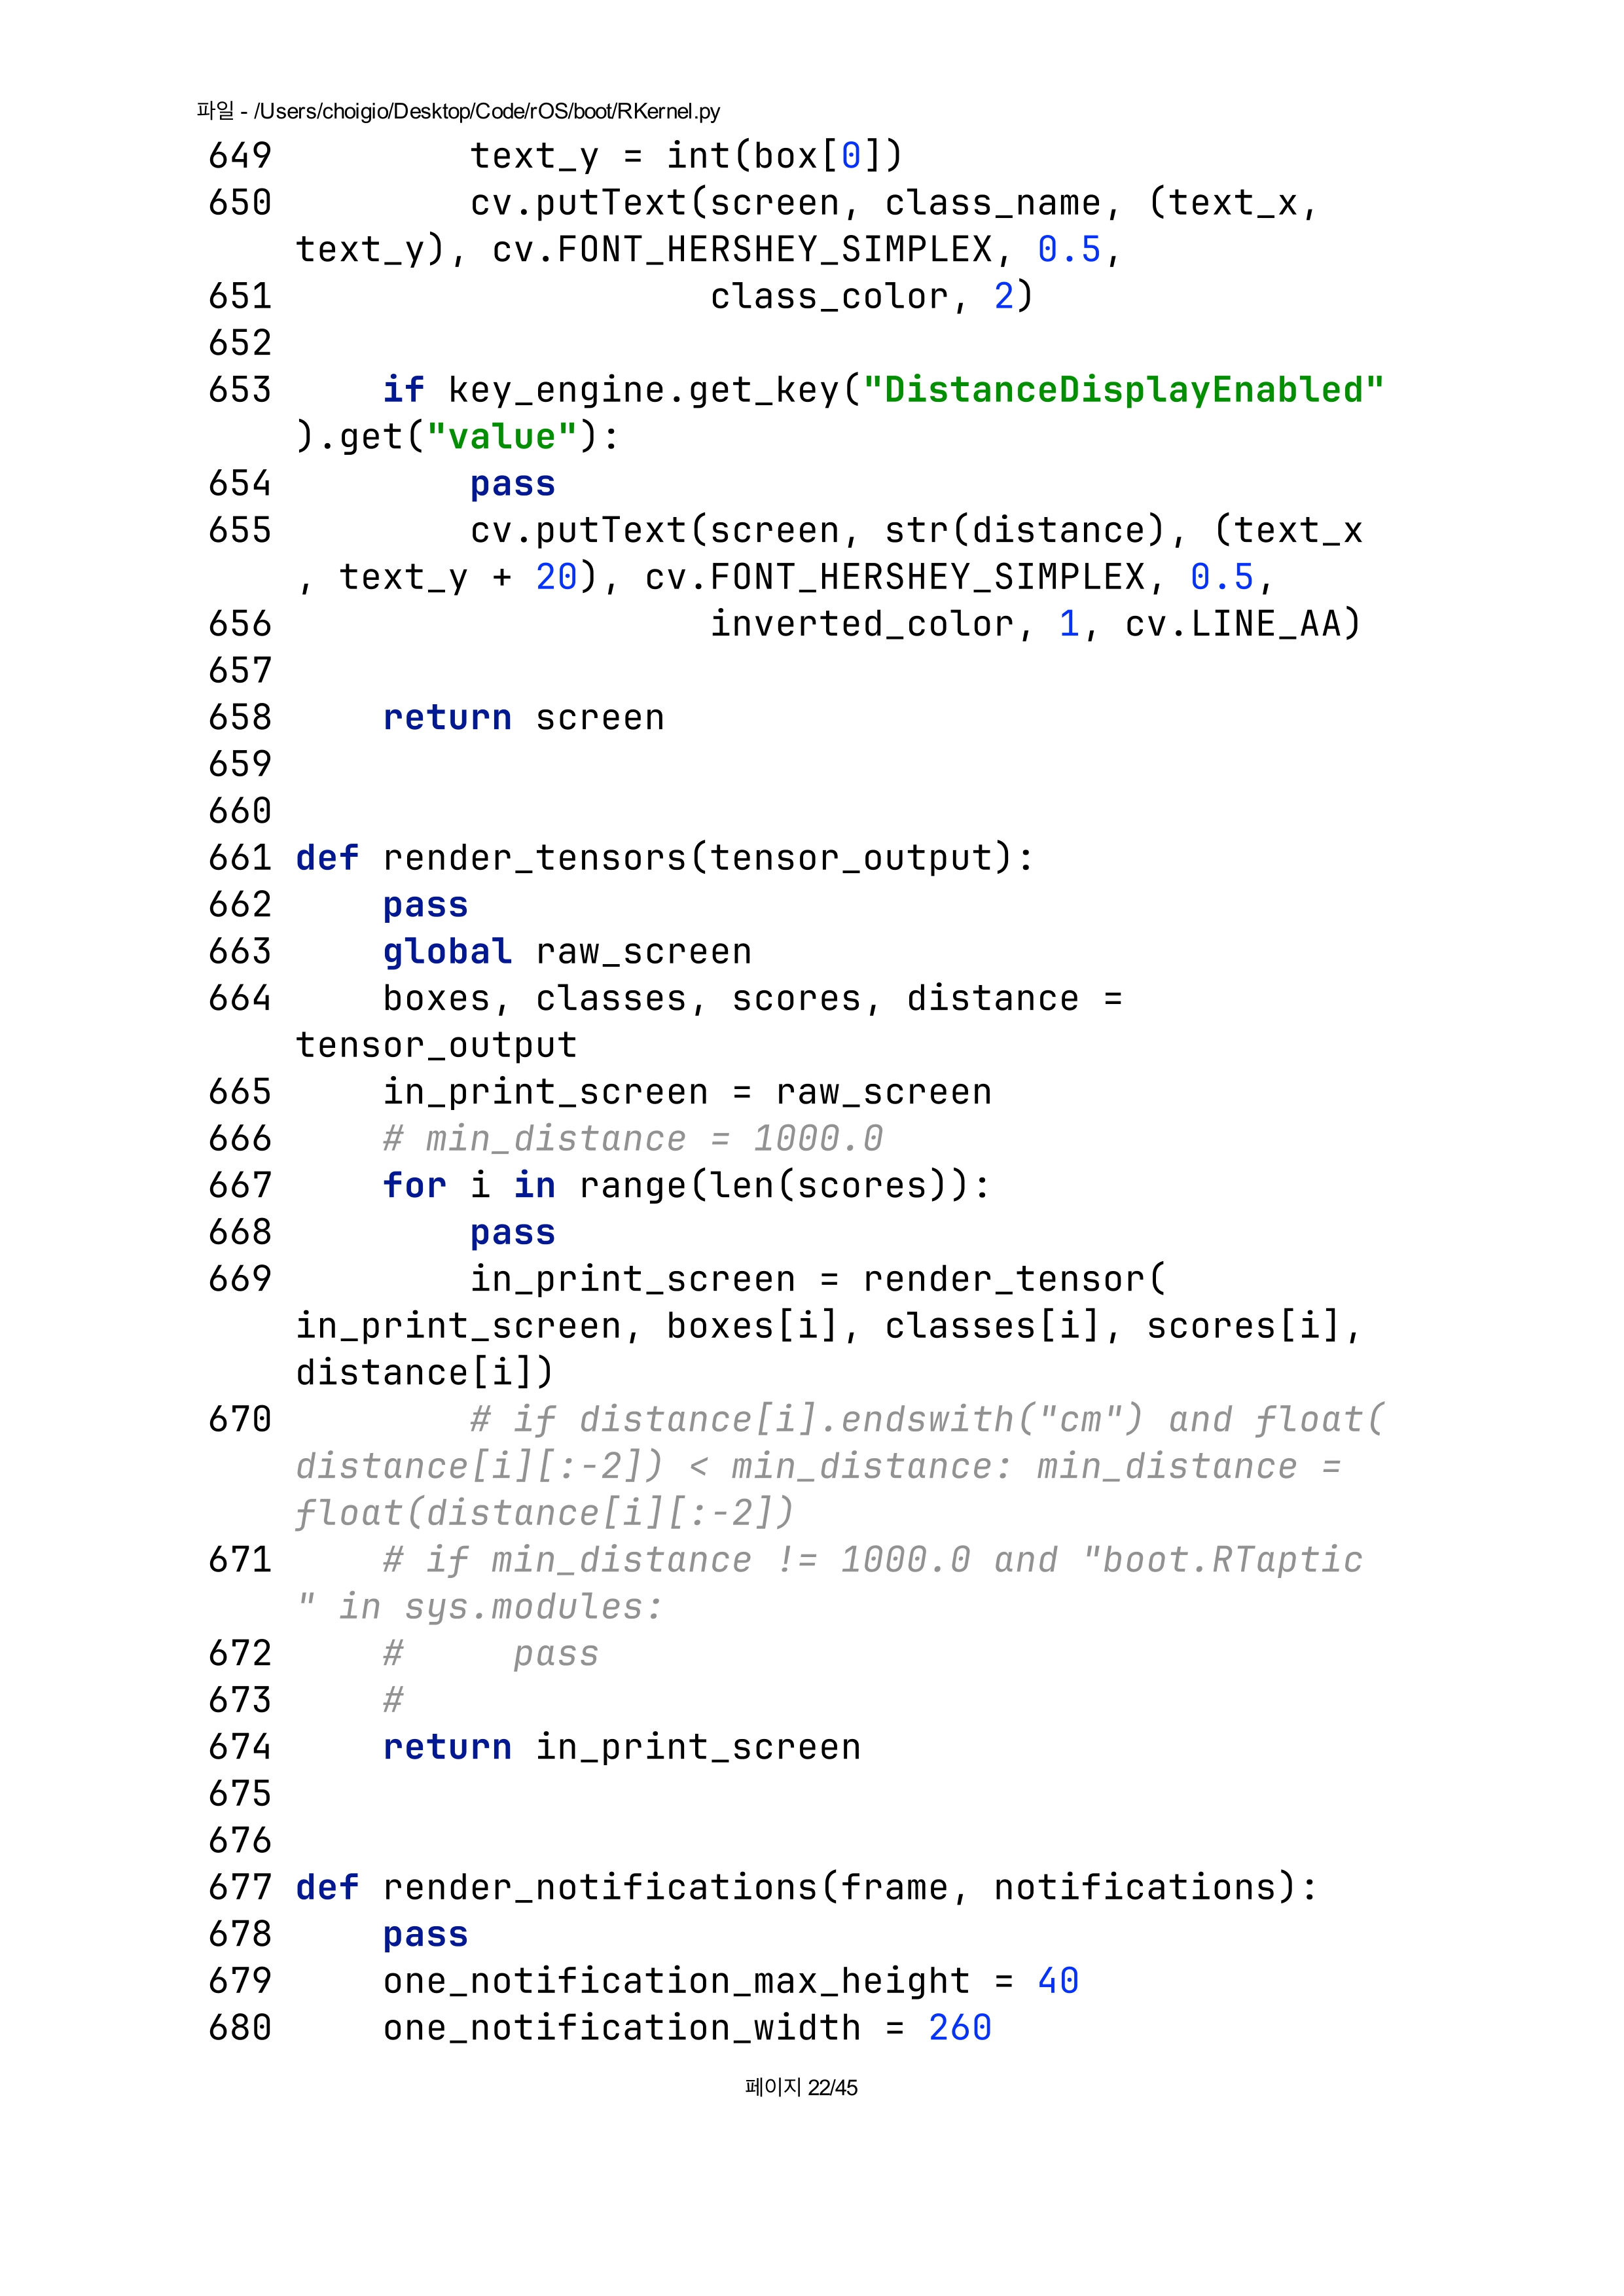 파일 - /Users/choigio/Desktop/Code/rOS/boot/RKernel.py
649         text_y = int(box[0])
650         cv.putText(screen, class_name, (text_x,
text_y), cv.FONT_HERSHEY_SIMPLEX, 0.5,
651                    class_color, 2)
652
653     if key_engine.get_key("DistanceDisplayEnabled"
).get("value"):
654         pass
655         cv.putText(screen, str(distance), (text_x
, text_y + 20), cv.FONT_HERSHEY_SIMPLEX, 0.5,
656                    inverted_color, 1, cv.LINE_AA)
657
658     return screen
659
660
661 def render_tensors(tensor_output):
662     pass
663     global raw_screen
664     boxes, classes, scores, distance =
tensor_output
665     in_print_screen = raw_screen
666     # min_distance = 1000.0
667     for i in range(len(scores)):
668         pass
669         in_print_screen = render_tensor(
in_print_screen, boxes[i], classes[i], scores[i],
distance[i])
670         # if distance[i].endswith("cm") and float(
distance[i][:-2]) < min_distance: min_distance =
float(distance[i][:-2])
671     # if min_distance != 1000.0 and "boot.RTaptic
" in sys.modules:
672     #     pass
673     #
674     return in_print_screen
675
676
677 def render_notifications(frame, notifications):
678     pass
679     one_notification_max_height = 40
680     one_notification_width = 260
페이지 22/45